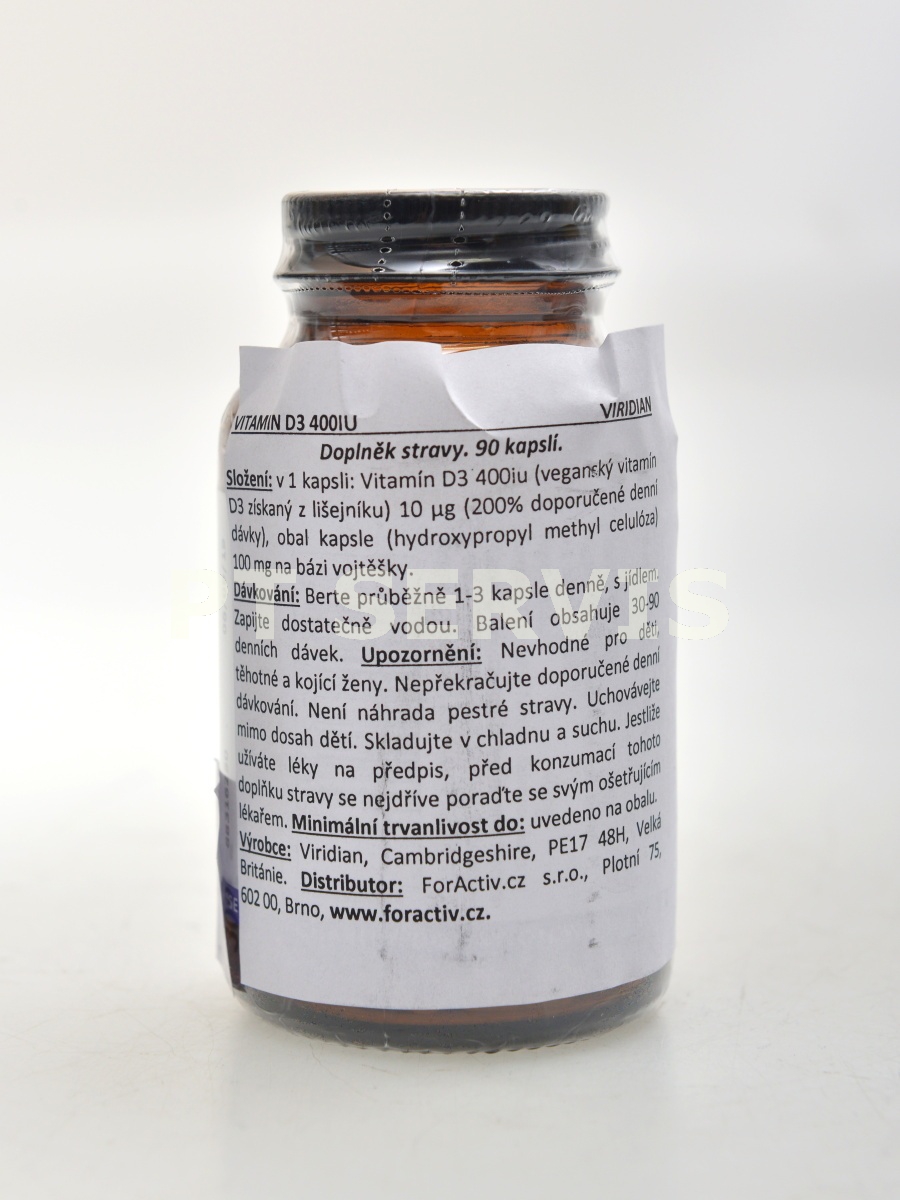 VITAMIN D3 400IU VIRIDIAN
Doplněk stravy. 90 kapslí.
Složení: v 1 kapsli: Vitamín D3 400iu (veganský vitamin
D3 získaný z lišejníku) 10 µg (200% doporučené denní
dávky), obal kapsle (hydroxypropyl methyl celulóza)
100 mg na bázi vojtěšky.
Dávkování: Berte průběžně 1-3 kapsle denně, s jídlem.
Zapijte dostatečně vodou. Balení obsahuje 30-90
denních dávek. Upozornění: Nevhodné pro děti,
těhotné a kojící ženy. Nepřekračujte doporučené denní
dávkování. Není náhrada pestré stravy. Uchovávejte
mimo dosah dětí. Skladujte v chladnu a suchu. Jestliže
užíváte léky na předpis, před konzumací tohoto
doplňku stravy se nejdříve poraďte se svým ošetřujícím
lékařem. Minimální trvanlivost do: uvedeno na obalu.
Výrobce: Viridian, Cambridgeshire, PE17 48H, Velká
Británie. Distributor: ForActiv.cz s.r.o., Plotní 75,
602 00, Brno, www.foractiv.cz.
PT SERVIS